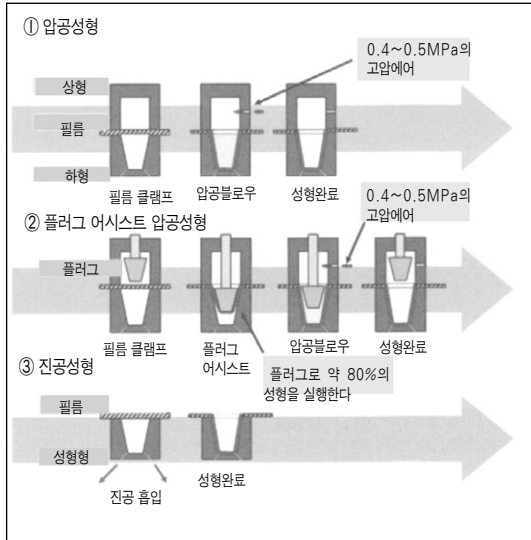 ① 압공성형
0.4~0.5MPa의
고압에어
상형
필름
하형
필름 클램프
압공블로우
성형완료
② 플러그 어시스트 압공성형
0.4~0.5MPa의
고압에어
플러그
필름 클램프
플러그
어시스트
압공블로우
성형완료
플러그로 약 80%의
성형을 실행한다
③ 진공성형
필름
성형형
진공 흡입
성형완료